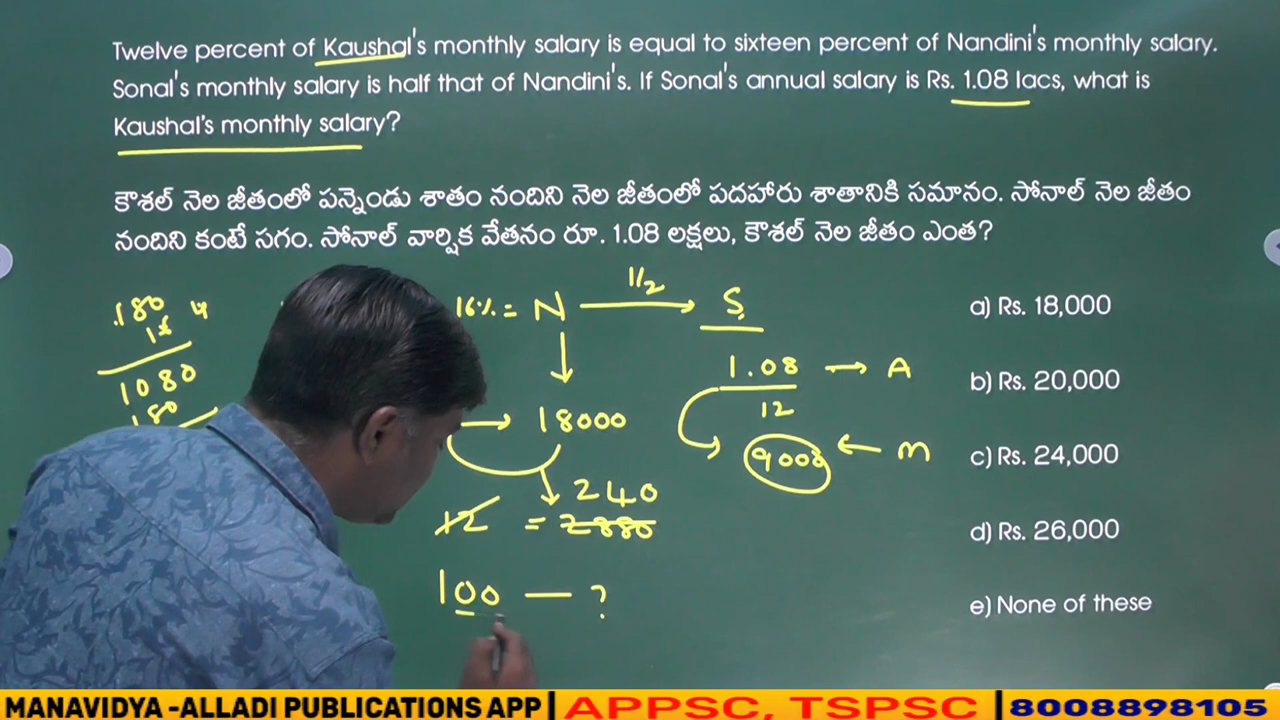 Twelve percent of Kaushal's monthly salary is equal to sixteen percent of Nandini's monthly salary.
Sonal's monthly salary is half that of Nandini's. If Sonal's annual salary is Rs. 1.08 lacs, what is
Kaushal's monthly salary?
కౌశల్ నెల జీతంలో పన్నెండు శాతం నందిని నెల జీతంలో పదహారు శాతానికి సమానం. సోనాల్ నెల జీతం
నందిని కంటే సగం. సోనాల్ వార్షిక వేతనం రూ. 1.08 లక్షలు, కౌశల్ నెల జీతం ఎంత?
180
16% = N 1/2 S
a) Rs. 18,000
1080
180
1.08 → A
12
b) Rs. 20,000
→ 18000
9000 ← m
c) Rs. 24,000
240
12 = 2880
d) Rs. 26,000
100 — ?
e) None of these
MANAVIDYA -ALLADI PUBLICATIONS APP | APPSC, TSPSC | 8008898105